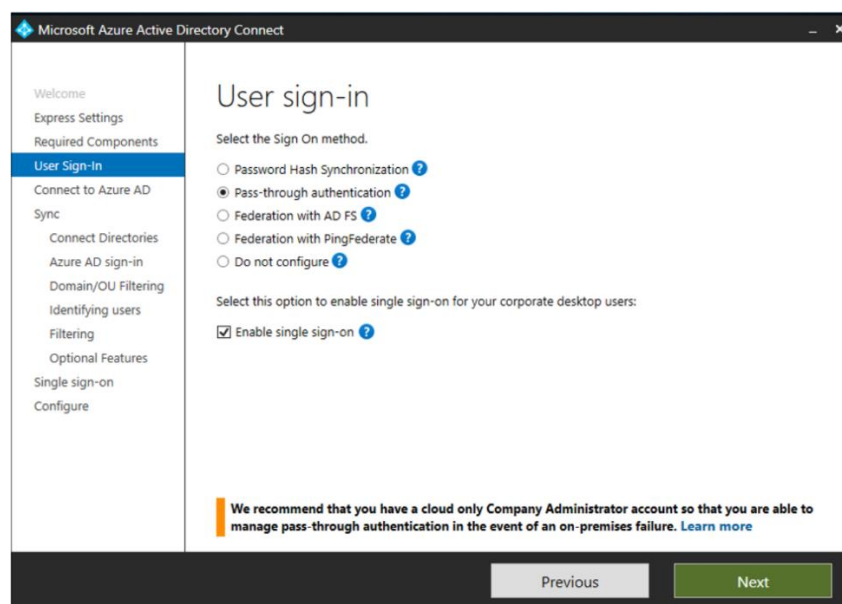 Microsoft Azure Active Directory Connect
Welcome
Express Settings
Required Components
User Sign-In
Connect to Azure AD
Sync
Connect Directories
Azure AD sign-in
Domain/OU Filtering
Identifying users
Filtering
Optional Features
Single sign-on
Configure
User sign-in
Select the Sign On method.
Password Hash Synchronization ?
Pass-through authentication ?
Federation with AD FS ?
Federation with PingFederate ?
Do not configure ?
Select this option to enable single sign-on for your corporate desktop users:
Enable single sign-on ?
We recommend that you have a cloud only Company Administrator account so that you are able to
manage pass-through authentication in the event of an on-premises failure. Learn more
Previous
Next